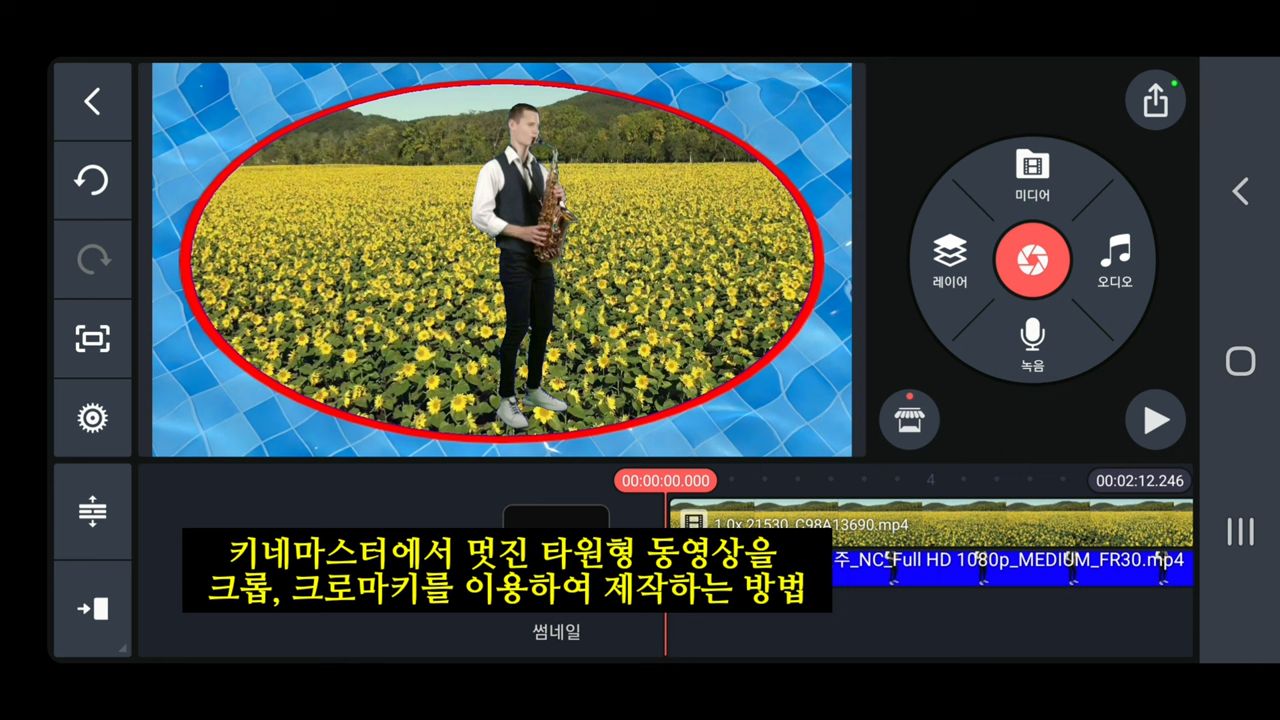 미디어
레이어
오디오
녹음
00:00:00.000
4
00:02:12.246
1.0x 21530_C98A13690.mp4
주_NC_Full HD 1080p_MEDIUM_FR30.mp4
키네마스터에서 멋진 타원형 동영상을
크롭, 크로마키를 이용하여 제작하는 방법
썸네일